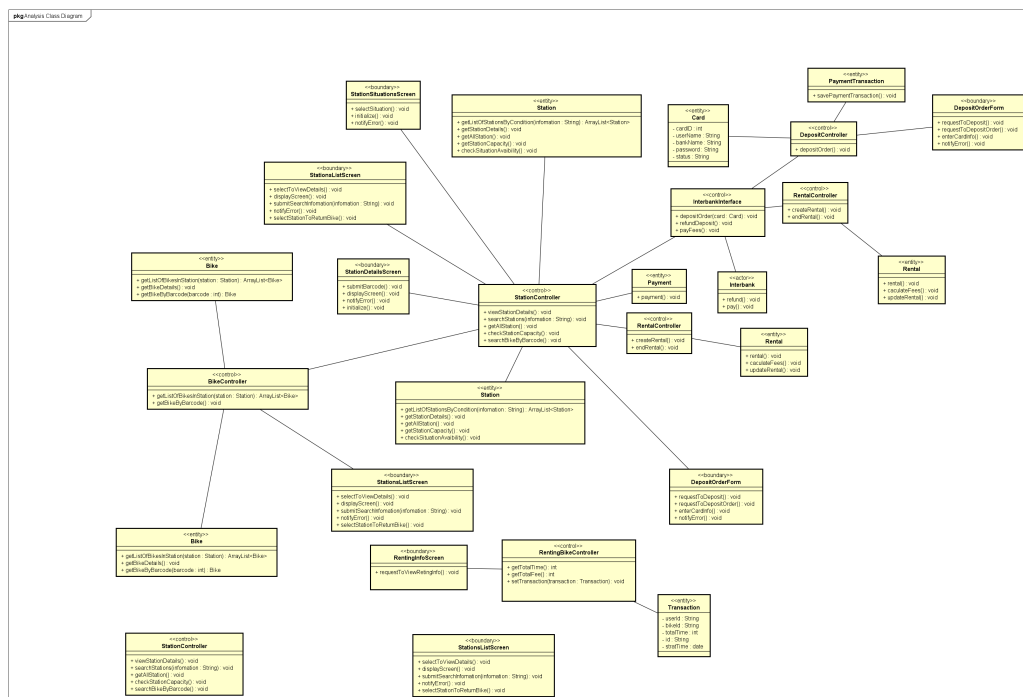 pkg Analysis Class Diagram
<<entity>>
PaymentTransaction
+ savePaymentTransaction() : void
<<boundary>>
StationSituationsScreen
+ selectSituation() : void
+ initialize() : void
+ notifyError() : void
<<entity>>
Station
+ getListOfStationsByCondition(infomation : String) : ArrayList<Station>
+ getStationDetails() : void
+ getAllStation() : void
+ getStationCapacity() : void
+ checkSituationAvaibility() : void
<<entity>>
Card
- cardID : int
- userName : String
- bankName : String
- password : String
- status : String
<<control>>
DepositController
+ depositOrder() : void
<<boundary>>
DepositOrderForm
+ requestToDeposit() : void
+ requestToDepositOrder() : void
+ enterCardInfo() : void
+ notifyError() : void
<<boundary>>
StationsListScreen
+ selectToViewDetails() : void
+ displayScreen() : void
+ submitSearchInfomation(infomation : String) : void
+ notifyError() : void
+ selectStationToReturnBike() : void
<<control>>
InterbankInterface
+ depositOrder(card : Card) : void
+ refundDeposit() : void
+ payFees() : void
<<control>>
RentalController
+ createRental() : void
+ endRental() : void
<<entity>>
Bike
+ getListOfBikesInStation(station : Station) : ArrayList<Bike>
+ getBikeDetails() : void
+ getBikeByBarcode(barcode : int) : Bike
<<boundary>>
StationDetailsScreen
+ submitBarcode() : void
+ displayScreen() : void
+ notifyError() : void
+ initialize() : void
<<control>>
StationController
+ viewStationDetails() : void
+ searchStations(infomation : String) : void
+ getAllStation() : void
+ checkStationCapacity() : void
+ searchBikeByBarcode() : void
<<entity>>
Payment
+ payment() : void
<<actor>>
Interbank
+ refund() : void
+ pay() : void
<<entity>>
Rental
+ rental() : void
+ caculateFees() : void
+ updateRental() : void
<<control>>
RentalController
+ createRental() : void
+ endRental() : void
<<entity>>
Rental
+ rental() : void
+ caculateFees() : void
+ updateRental() : void
<<control>>
BikeController
+ getListOfBikesInStation(station : Station) : ArrayList<Bike>
+ getBikeByBarcode() : void
<<entity>>
Station
+ getListOfStationsByCondition(infomation : String) : ArrayList<Station>
+ getStationDetails() : void
+ getAllStation() : void
+ getStationCapacity() : void
+ checkSituationAvaibility() : void
<<boundary>>
StationsListScreen
+ selectToViewDetails() : void
+ displayScreen() : void
+ submitSearchInfomation(infomation : String) : void
+ notifyError() : void
+ selectStationToReturnBike() : void
<<boundary>>
DepositOrderForm
+ requestToDeposit() : void
+ requestToDepositOrder() : void
+ enterCardInfo() : void
+ notifyError() : void
<<entity>>
Bike
+ getListOfBikesInStation(station : Station) : ArrayList<Bike>
+ getBikeDetails() : void
+ getBikeByBarcode(barcode : int) : Bike
<<boundary>>
RentingInfoScreen
+ requestToViewRetingInfo() : void
<<control>>
RentingBikeController
+ getTotalTime() : int
+ getTotalFee() : int
+ setTransaction(transaction : Transaction) : void
<<entity>>
Transaction
- userId : String
- bikeId : String
- totalTime : int
- id : String
- stratTime : date
<<control>>
StationController
+ viewStationDetails() : void
+ searchStations(infomation : String) : void
+ getAllStation() : void
+ checkStationCapacity() : void
+ searchBikeByBarcode() : void
<<boundary>>
StationsListScreen
+ selectToViewDetails() : void
+ displayScreen() : void
+ submitSearchInfomation(infomation : String) : void
+ notifyError() : void
+ selectStationToReturnBike() : void